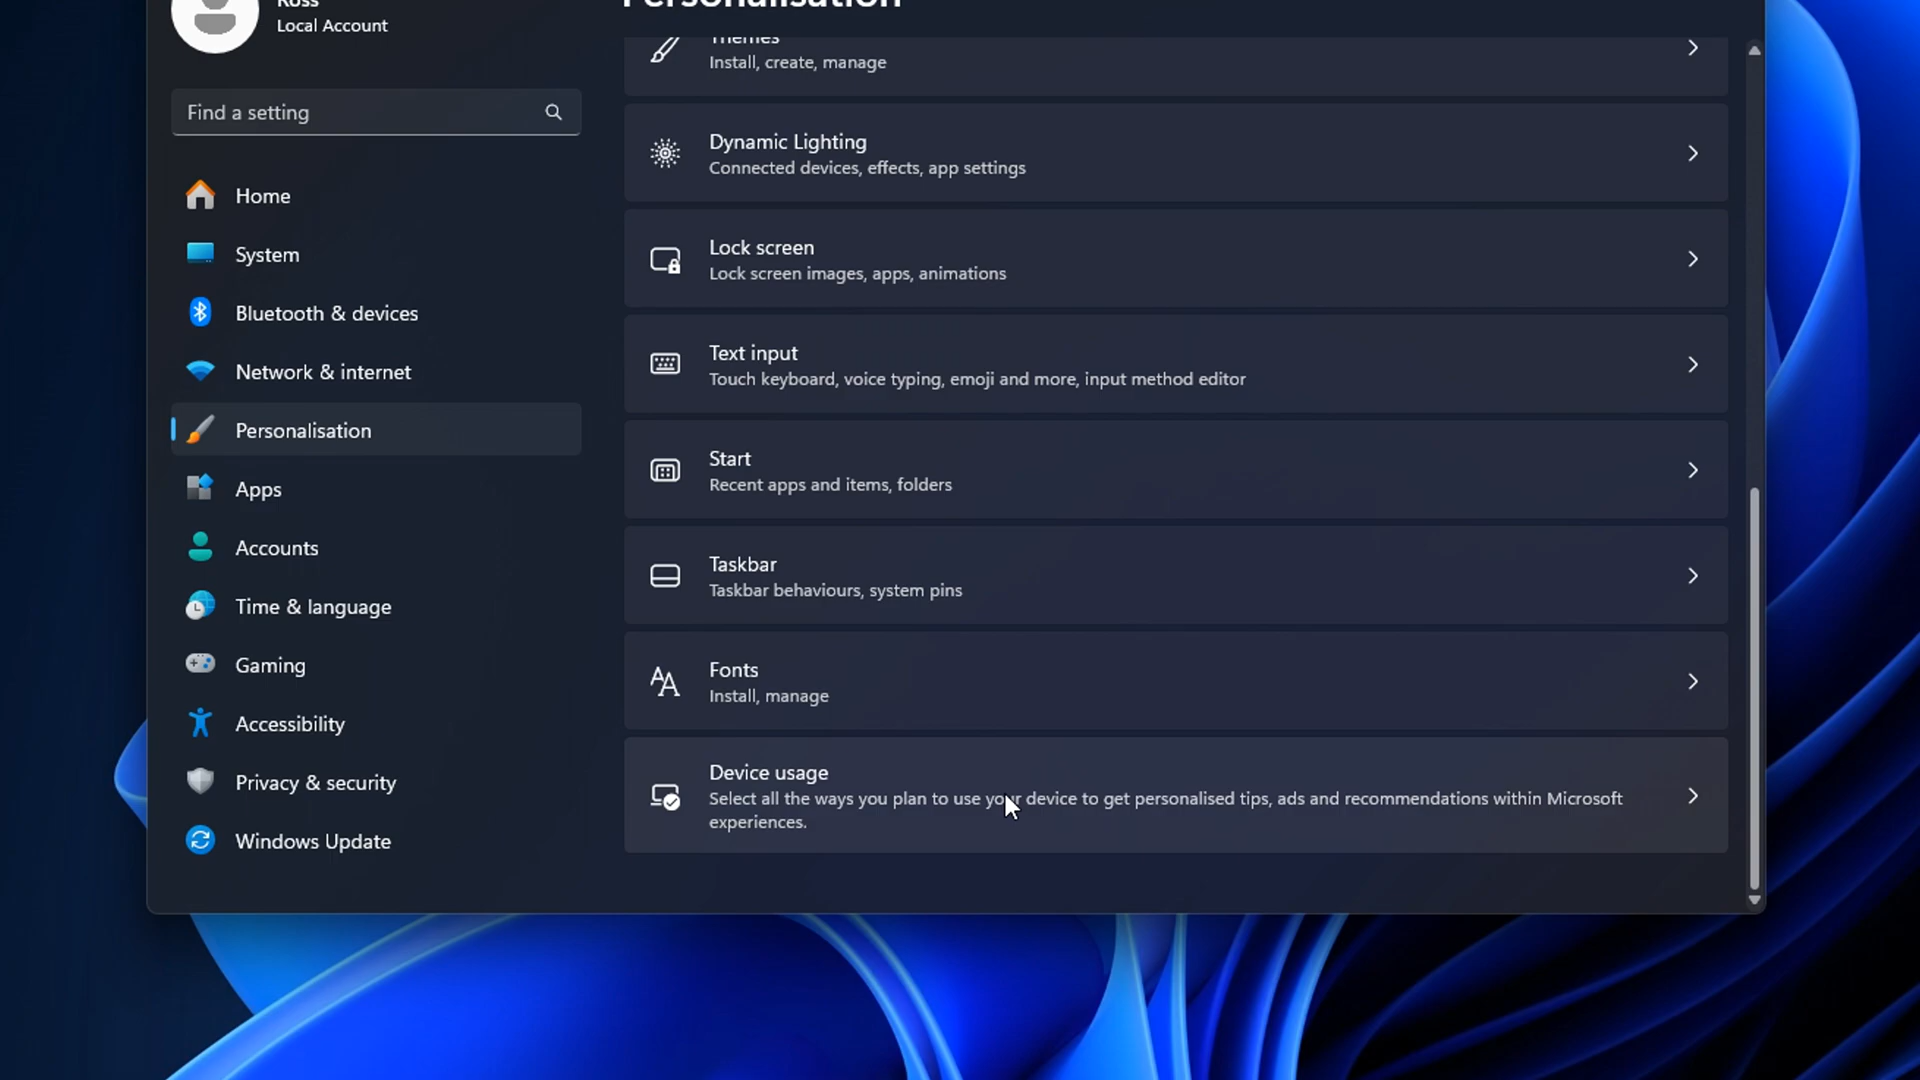 Ross
Local Account
Personalisation
Find a setting
Home
System
Bluetooth & devices
Network & internet
Personalisation
Apps
Accounts
Time & language
Gaming
Accessibility
Privacy & security
Windows Update
Themes
Install, create, manage
Dynamic Lighting
Connected devices, effects, app settings
Lock screen
Lock screen images, apps, animations
Text input
Touch keyboard, voice typing, emoji and more, input method editor
Start
Recent apps and items, folders
Taskbar
Taskbar behaviours, system pins
Fonts
Install, manage
Device usage
Select all the ways you plan to use your device to get personalised tips, ads and recommendations within Microsoft
experiences.